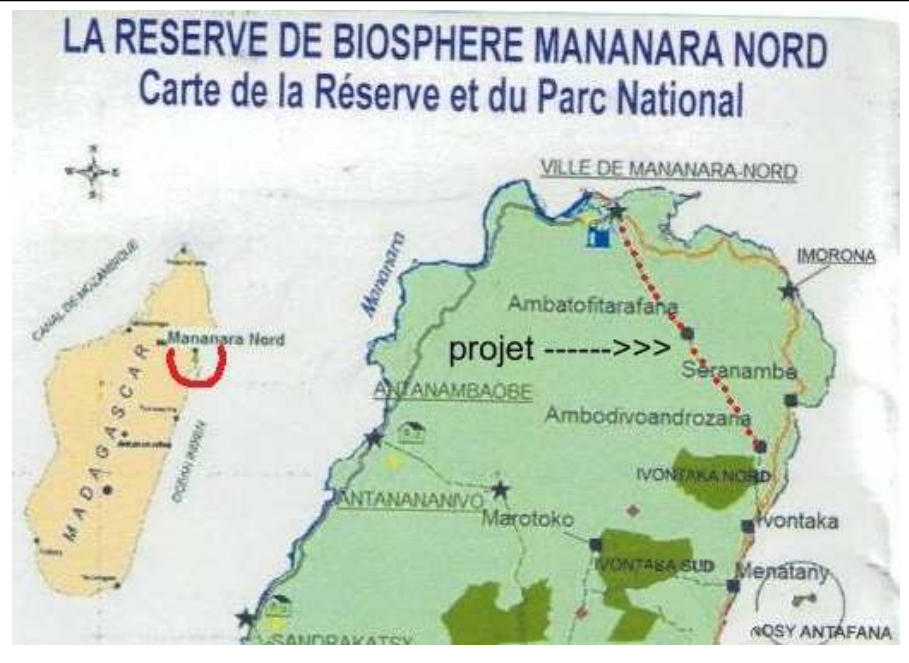 LA RESERVE DE BIOSPHERE MANANARA NORD
Carte de la Réserve et du Parc National
VILLE DE MANANARA-NORD
IMORONA
CANAL DE MOZAMBIQUE
Mananara
Ambatofitarafana
Mananara Nord
projet ------>>>
Seranambe
ANTANAMBAOBE
MADAGASCAR
Ambodivoandrozana
IVONTAKA NORD
ANTANANANIVO
Marotoko
Ivontaka
IVONTAKA SUD
Menatany
NOSY ANTAFANA
SANDRAKATSY